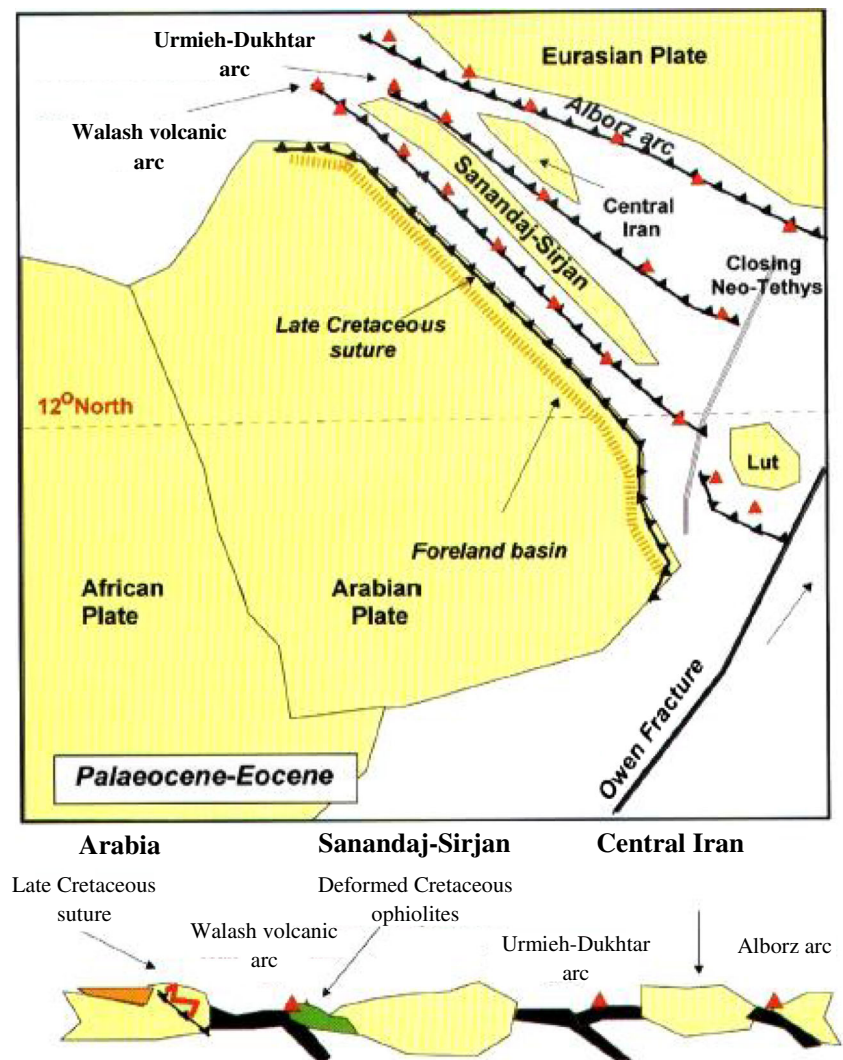 Urmieh-Dukhtar
arc
Eurasian Plate
Alborz arc
Walash volcanic
arc
Sanandaj-Sirjan
Central
Iran
Closing
Neo-Tethys
Late Cretaceous
suture
12°North
Lut
Foreland basin
African
Plate
Arabian
Plate
Owen Fracture
Palaeocene-Eocene
Arabia
Sanandaj-Sirjan
Central Iran
Late Cretaceous
suture
Deformed Cretaceous
ophiolites
Walash volcanic
arc
Urmieh-Dukhtar
arc
Alborz arc